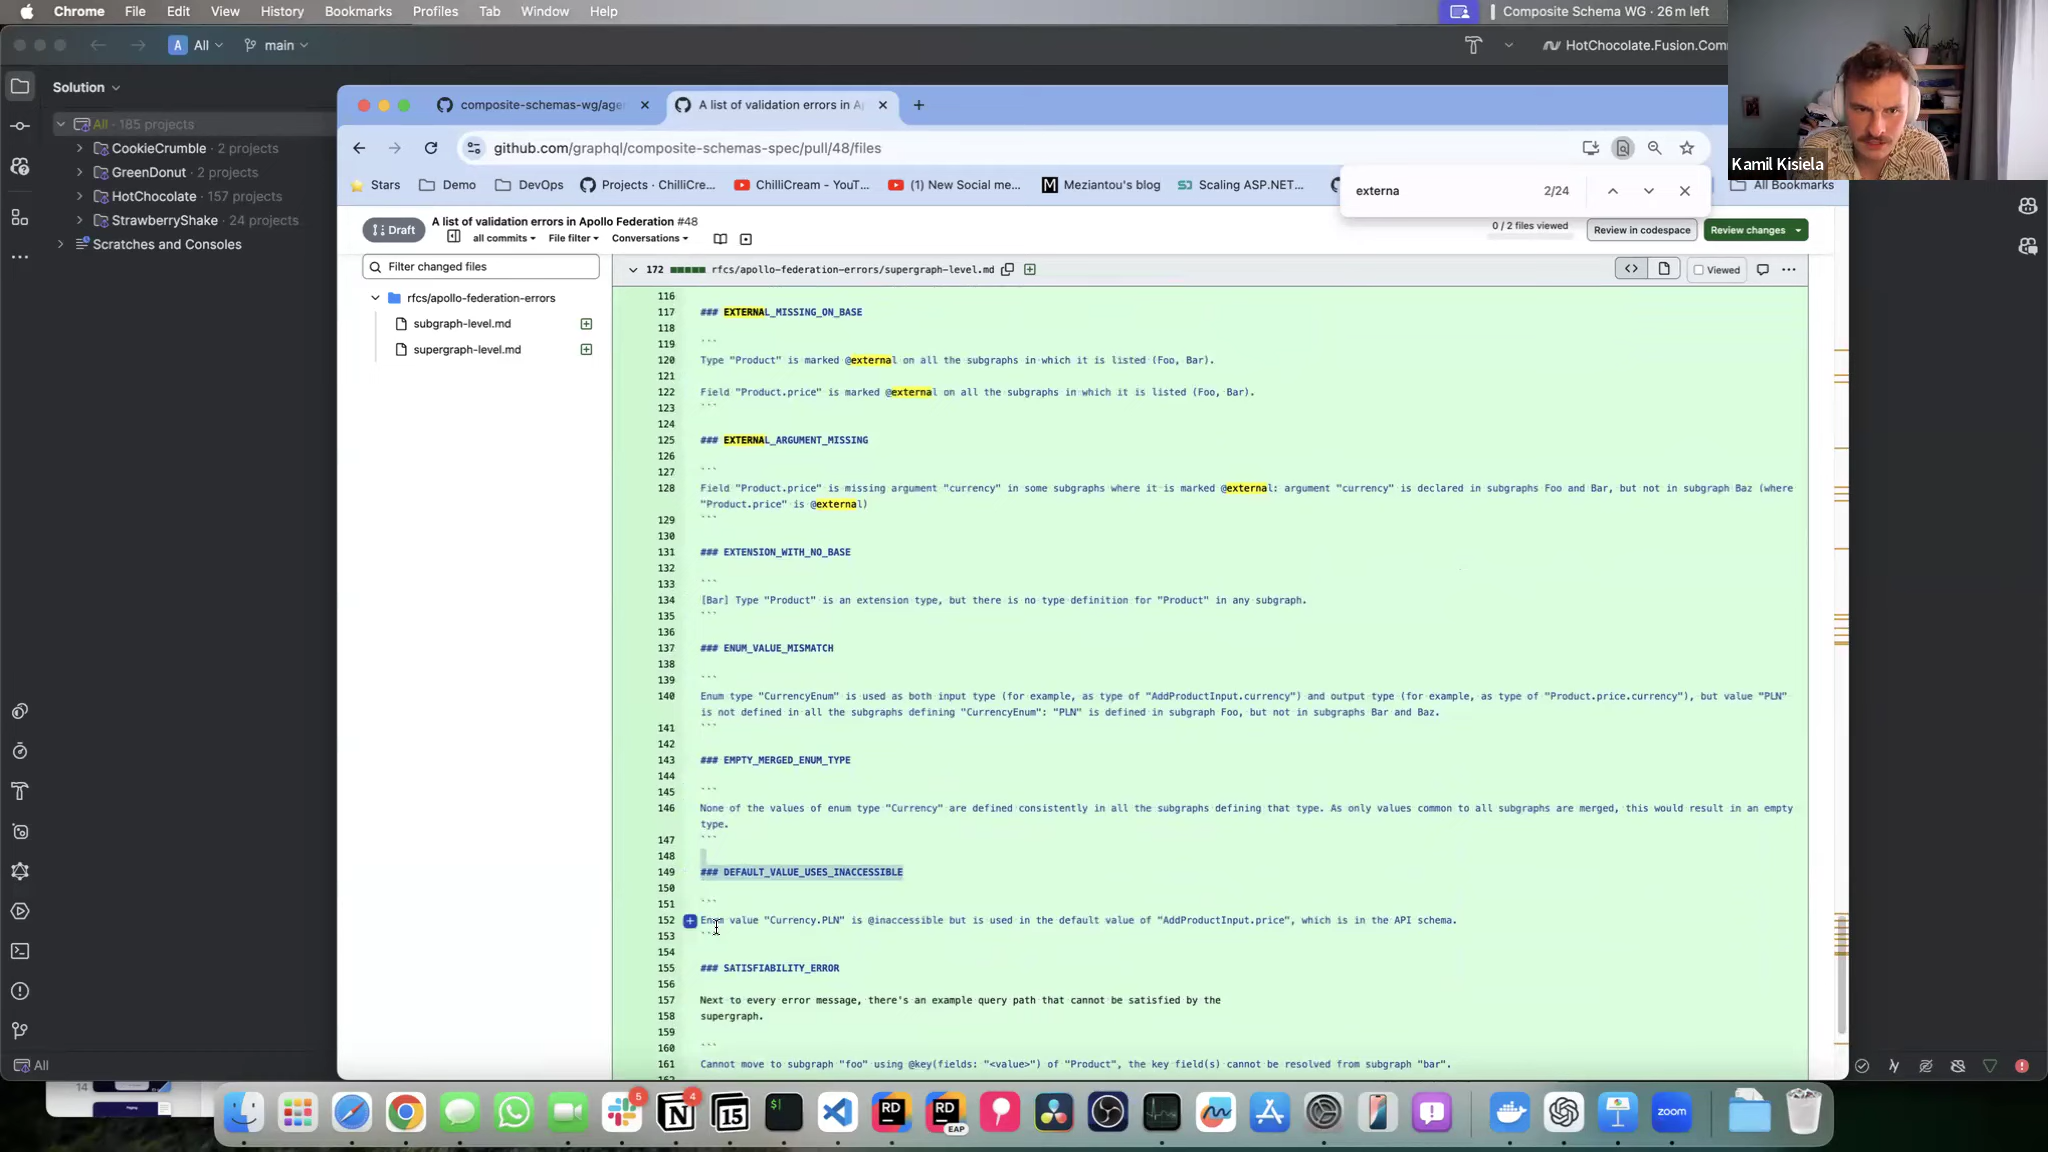 Chrome File Edit View History Bookmarks Profiles Tab Window Help
Composite Schema WG · 26 m left
A All
main
HotChocolate.Fusion.Com
Kamil Kisiela
Solution
All · 185 projects
CookieCrumble · 2 projects
GreenDonut · 2 projects
HotChocolate · 157 projects
StrawberryShake · 24 projects
Scratches and Consoles
All
composite-schemas-wg/age
A list of validation errors in A
github.com/graphql/composite-schemas-spec/pull/48/files
externa 2/24
Stars
Demo
DevOps
Projects · ChilliCre...
ChilliCream - YouT...
(1) New Social me...
Meziantou's blog
Scaling ASP.NET...
All Bookmarks
Draft
A list of validation errors in Apollo Federation #48
all commits
File filter
Conversations
0 / 2 files viewed
Review in codespace
Review changes
Filter changed files
rfcs/apollo-federation-errors
subgraph-level.md
supergraph-level.md
172 rfcs/apollo-federation-errors/supergraph-level.md
Viewed
116
117 ### EXTERNAL_MISSING_ON_BASE
118
119 ```
120 Type "Product" is marked @external on all the subgraphs in which it is listed (Foo, Bar).
121
122 Field "Product.price" is marked @external on all the subgraphs in which it is listed (Foo, Bar).
123 ```
124
125 ### EXTERNAL_ARGUMENT_MISSING
126
127 ```
128 Field "Product.price" is missing argument "currency" in some subgraphs where it is marked @external: argument "currency" is declared in subgraphs Foo and Bar, but not in subgraph Baz (where
"Product.price" is @external)
129 ```
130
131 ### EXTENSION_WITH_NO_BASE
132
133 ```
134 [Bar] Type "Product" is an extension type, but there is no type definition for "Product" in any subgraph.
135 ```
136
137 ### ENUM_VALUE_MISMATCH
138
139 ```
140 Enum type "CurrencyEnum" is used as both input type (for example, as type of "AddProductInput.currency") and output type (for example, as type of "Product.price.currency"), but value "PLN"
is not defined in all the subgraphs defining "CurrencyEnum": "PLN" is defined in subgraph Foo, but not in subgraphs Bar and Baz.
141 ```
142
143 ### EMPTY_MERGED_ENUM_TYPE
144
145 ```
146 None of the values of enum type "Currency" are defined consistently in all the subgraphs defining that type. As only values common to all subgraphs are merged, this would result in an empty
type.
147 ```
148
149 ### DEFAULT_VALUE_USES_INACCESSIBLE
150
151 ```
152 Enum value "Currency.PLN" is @inaccessible but is used in the default value of "AddProductInput.price", which is in the API schema.
153 ```
154
155 ### SATISFIABILITY_ERROR
156
157 Next to every error message, there's an example query path that cannot be satisfied by the
158 supergraph.
159
160 ```
161 Cannot move to subgraph "foo" using @key(fields: "<value>") of "Product", the key field(s) cannot be resolved from subgraph "bar".
14
5
4
15
$|
RD
RD
EAP
zoom